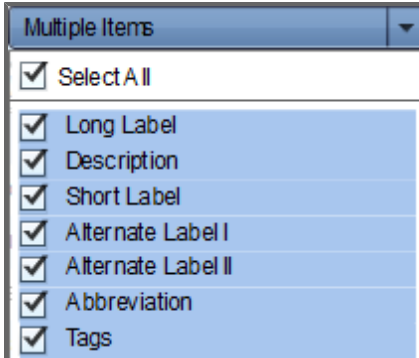 Multiple Items
Select All
Long Label
Description
Short Label
Alternate Label I
Alternate Label II
Abbreviation
Tags